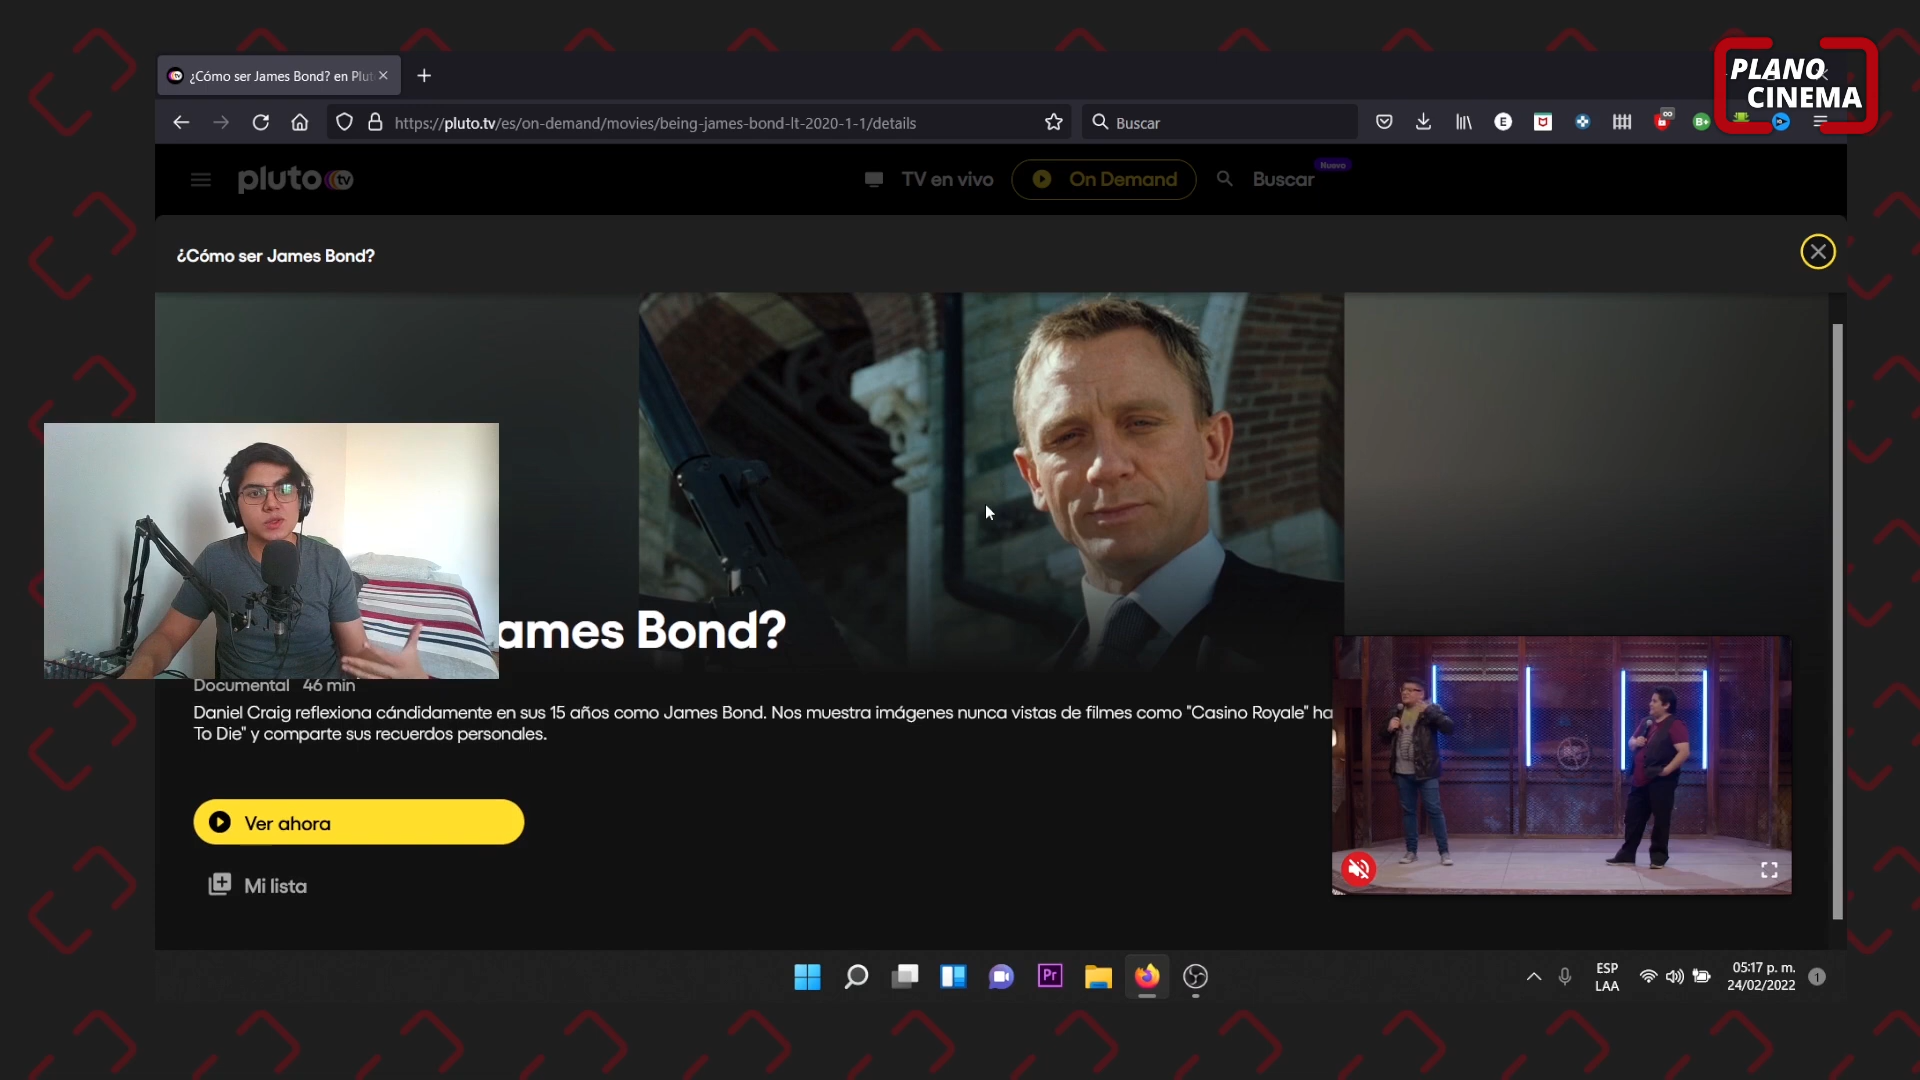 PLANO
CINEMA
¿Cómo ser James Bond? en Plut
https://pluto.tv/es/on-demand/movies/being-james-bond-lt-2020-1-1/details
Buscar
pluto tv
TV en vivo
On Demand
Buscar
Nuevo
¿Cómo ser James Bond?
ames Bond?
Documental 46 min
Daniel Craig reflexiona cándidamente en sus 15 años como James Bond. Nos muestra imágenes nunca vistas de filmes como "Casino Royale" ha
To Die" y comparte sus recuerdos personales.
Ver ahora
Mi lista
Pr
ESP
LAA
05:17 p. m.
24/02/2022
1